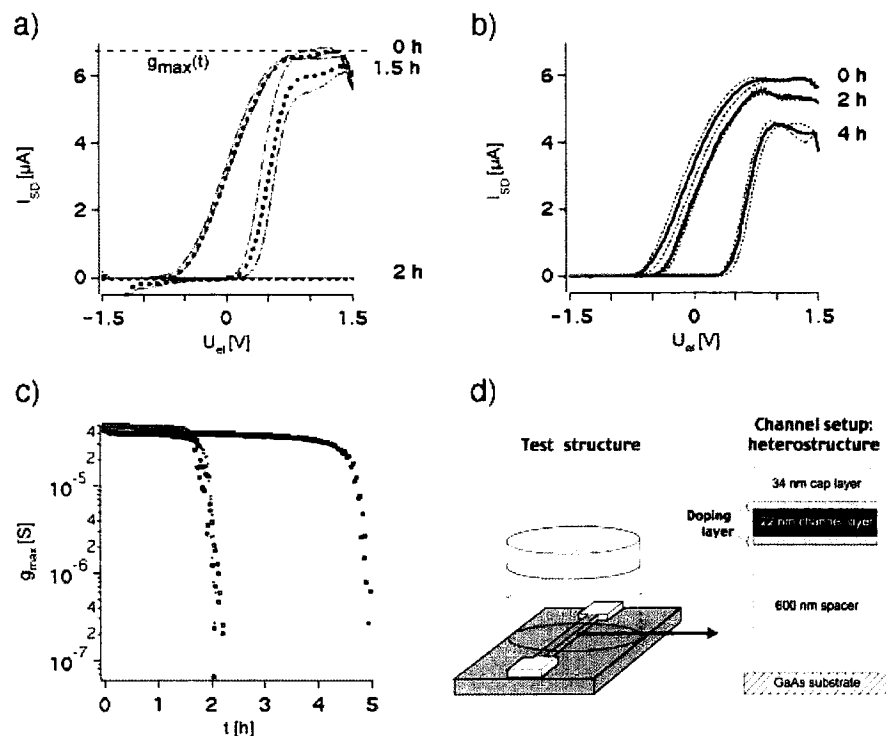 a)
0 h
g_max(t)
1.5 h
6
4
2
0
2 h
I_SD [µA]
−1.5
0
1.5
U_el [V]
b)
6
4
2
0
I_SD [µA]
0 h
2 h
4 h
−1.5
0
1.5
U_el [V]
c)
4
2
10^-5
4
2
10^-6
4
2
10^-7
g_max [S]
0
1
2
3
4
5
t [h]
d)
Test structure
Channel setup:
heterostructure
34 nm cap layer
Doping
layer
22 nm channel layer
600 nm spacer
GaAs substrate